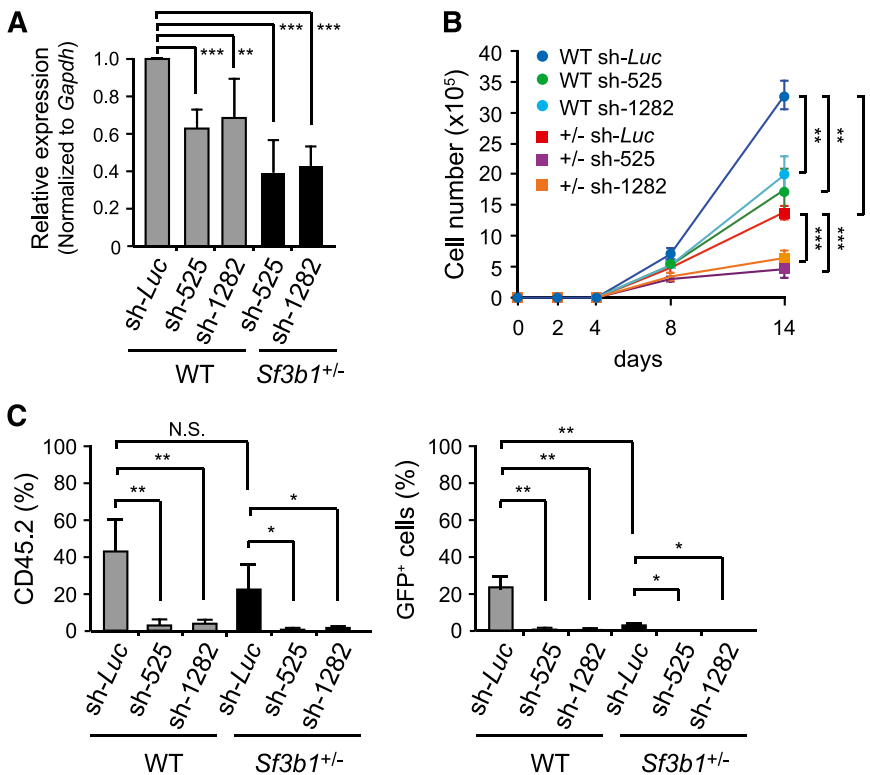 A
Relative expression
(Normalized to Gapdh)
1.0
0.8
0.6
0.4
0.2
0
***
**
***
***
sh-Luc
sh-525
sh-1282
sh-525
sh-1282
WT
Sf3b1+/-
B
Cell number (x10⁵)
40
35
30
25
20
15
10
5
0
WT sh-Luc
WT sh-525
WT sh-1282
+/- sh-Luc
+/- sh-525
+/- sh-1282
**
**
***
***
0 2 4 8 14
days
C
CD45.2 (%)
100
80
60
40
20
0
N.S.
**
**
*
*
sh-Luc
sh-525
sh-1282
sh-Luc
sh-525
sh-1282
WT
Sf3b1+/-
GFP+ cells (%)
100
80
60
40
20
0
**
**
**
*
*
sh-Luc
sh-525
sh-1282
sh-Luc
sh-525
sh-1282
WT
Sf3b1+/-